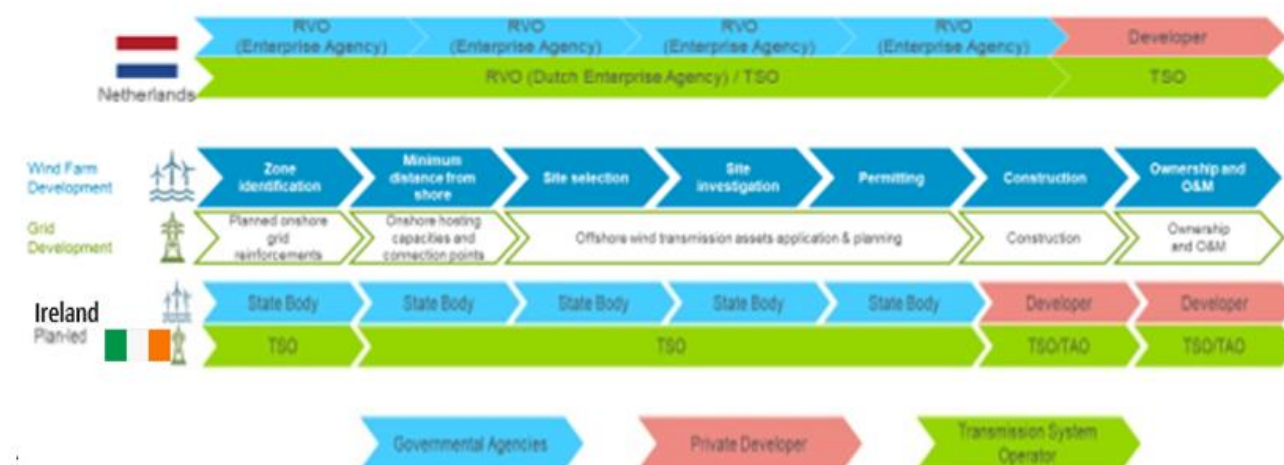 RVO
(Enterprise Agency)
RVO
(Enterprise Agency)
RVO
(Enterprise Agency)
RVO
(Enterprise Agency)
Developer
RVO (Dutch Enterprise Agency) / TSO
TSO
Netherlands
Wind Farm
Development
Zone
identification
Minimum
distance from
shore
Site selection
Site
investigation
Permitting
Construction
Ownership and
O&M
Grid
Development
Planned onshore
grid
reinforcements
Onshore hosting
capacities and
connection points
Offshore wind transmission assets application & planning
Construction
Ownership
and O&M
Ireland
Plan-led
State Body
State Body
State Body
State Body
State Body
Developer
Developer
TSO
TSO
TSO/TAO
TSO/TAO
Governmental Agencies
Private Developer
Transmission System
Operator